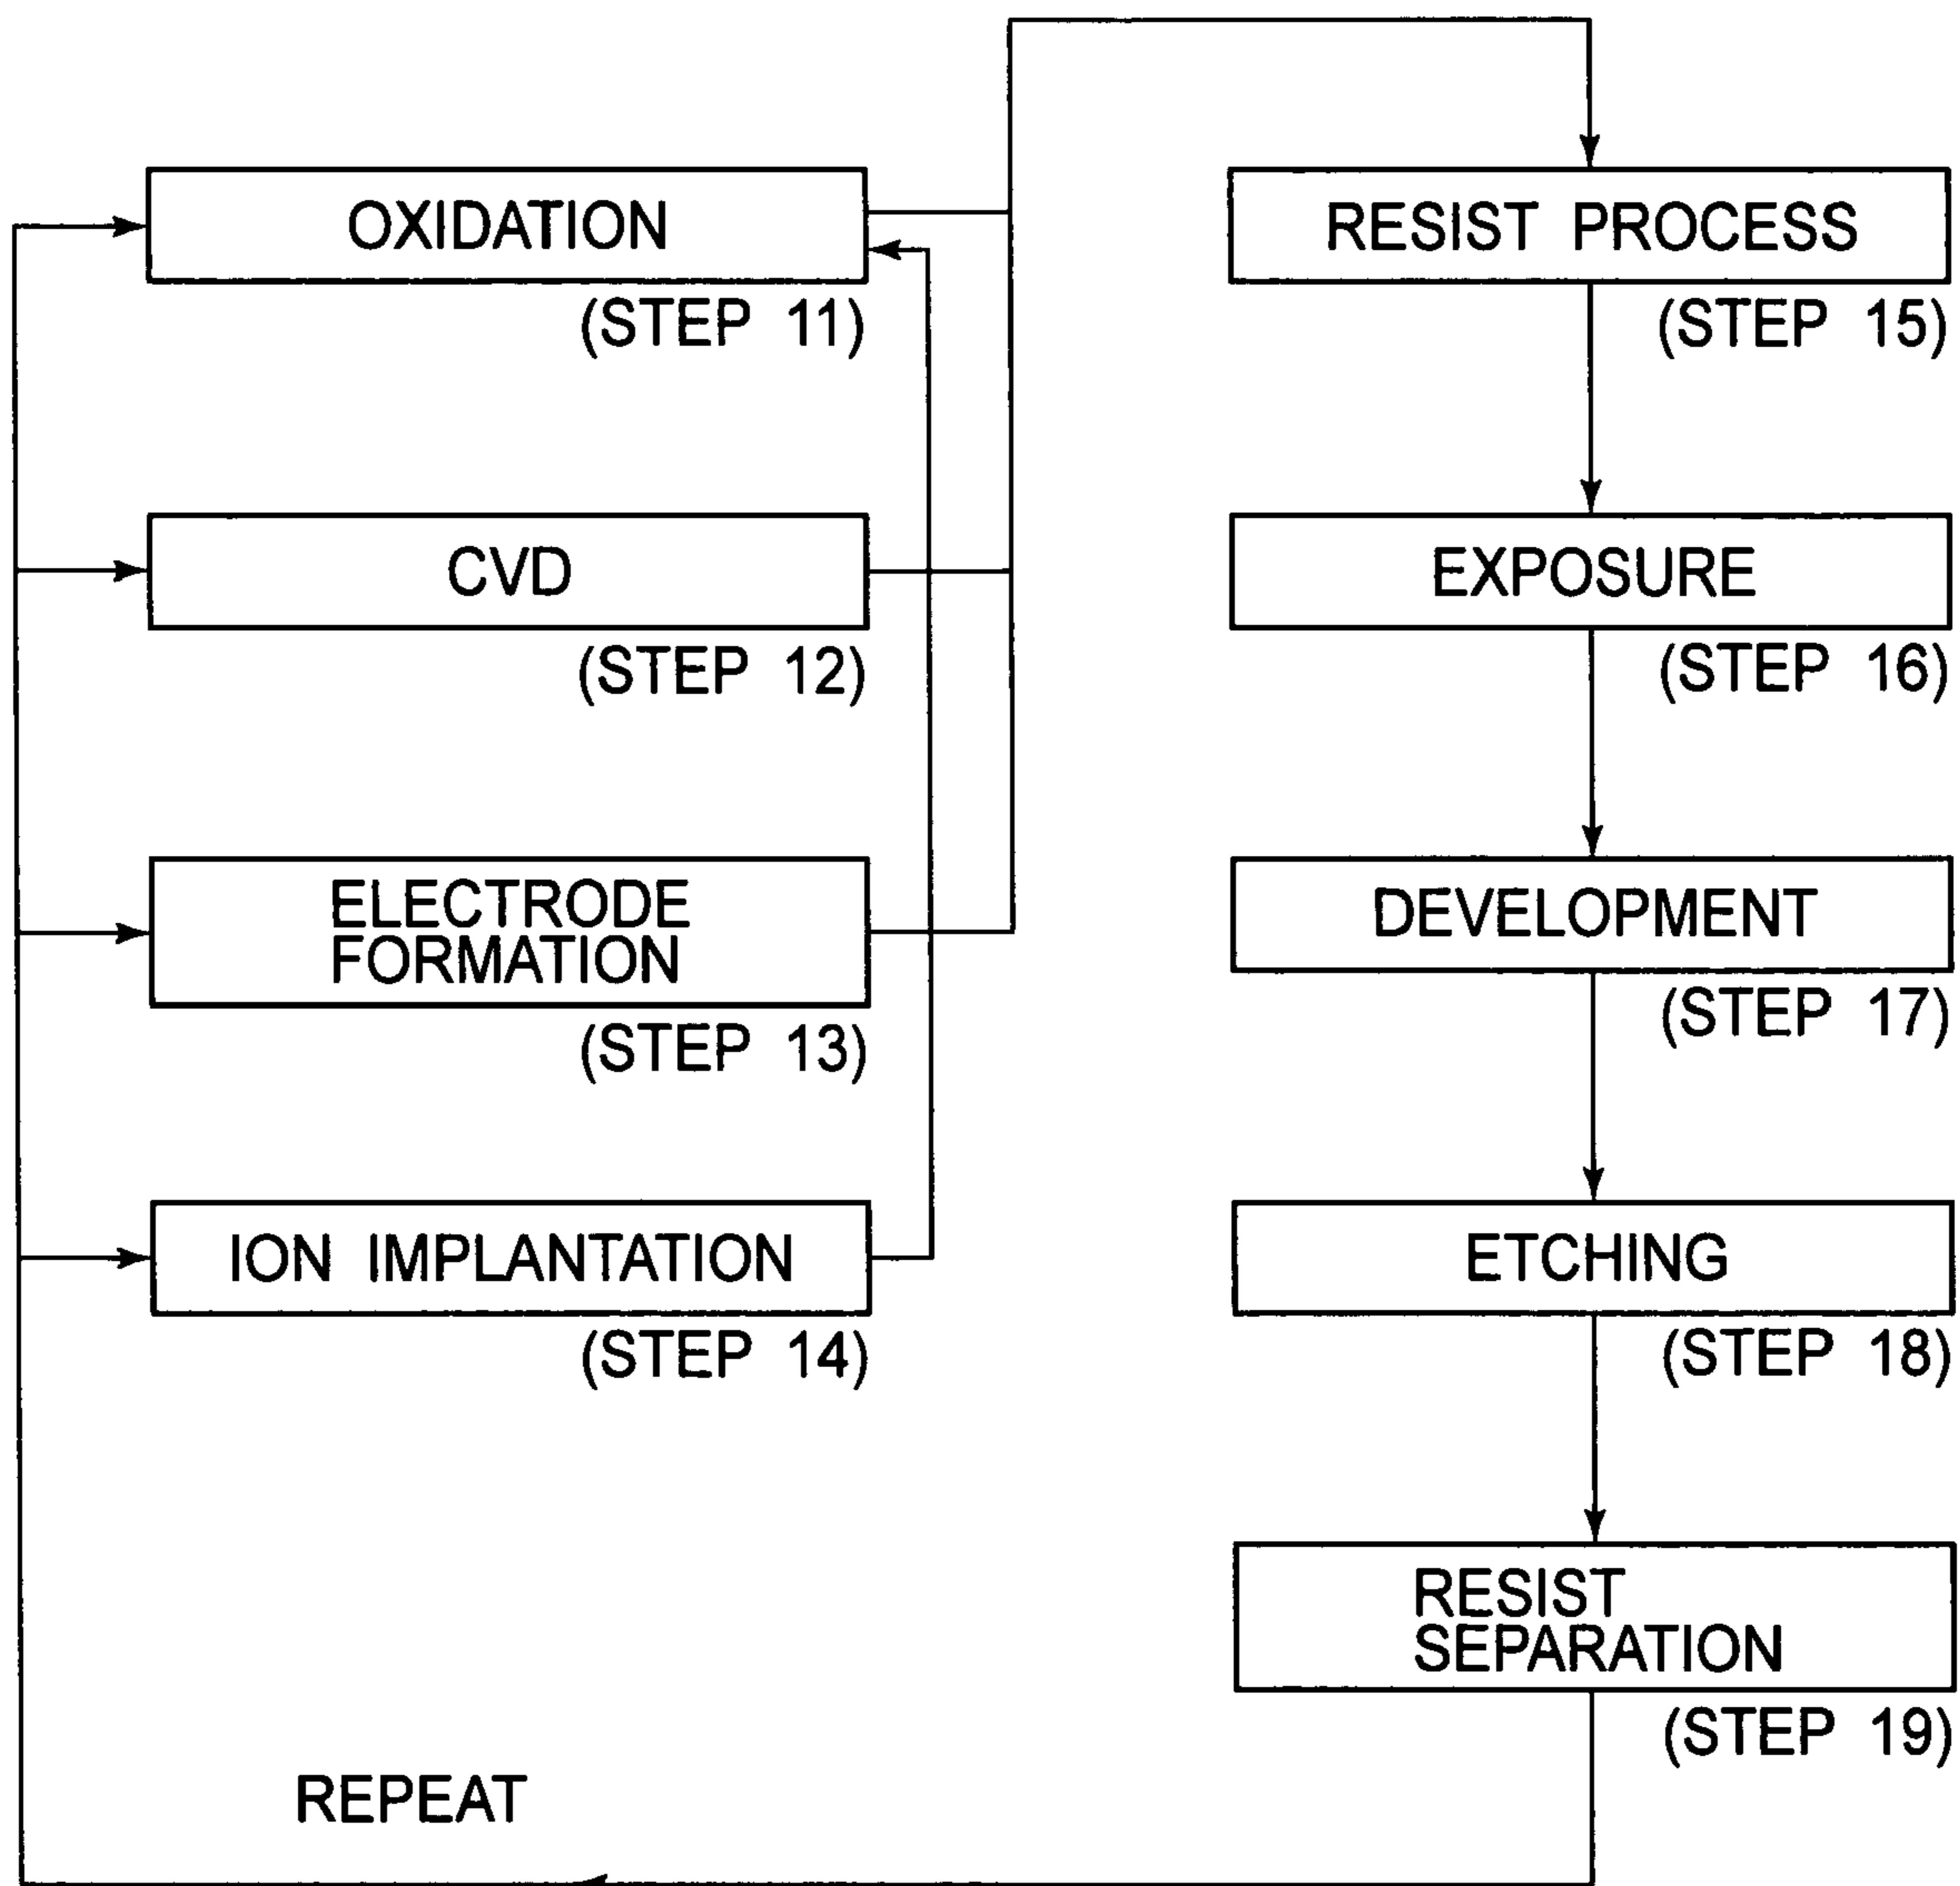 OXIDATION
(STEP 11)
CVD
(STEP 12)
ELECTRODE
FORMATION
(STEP 13)
ION IMPLANTATION
(STEP 14)
RESIST PROCESS
(STEP 15)
EXPOSURE
(STEP 16)
DEVELOPMENT
(STEP 17)
ETCHING
(STEP 18)
RESIST
SEPARATION
(STEP 19)
REPEAT